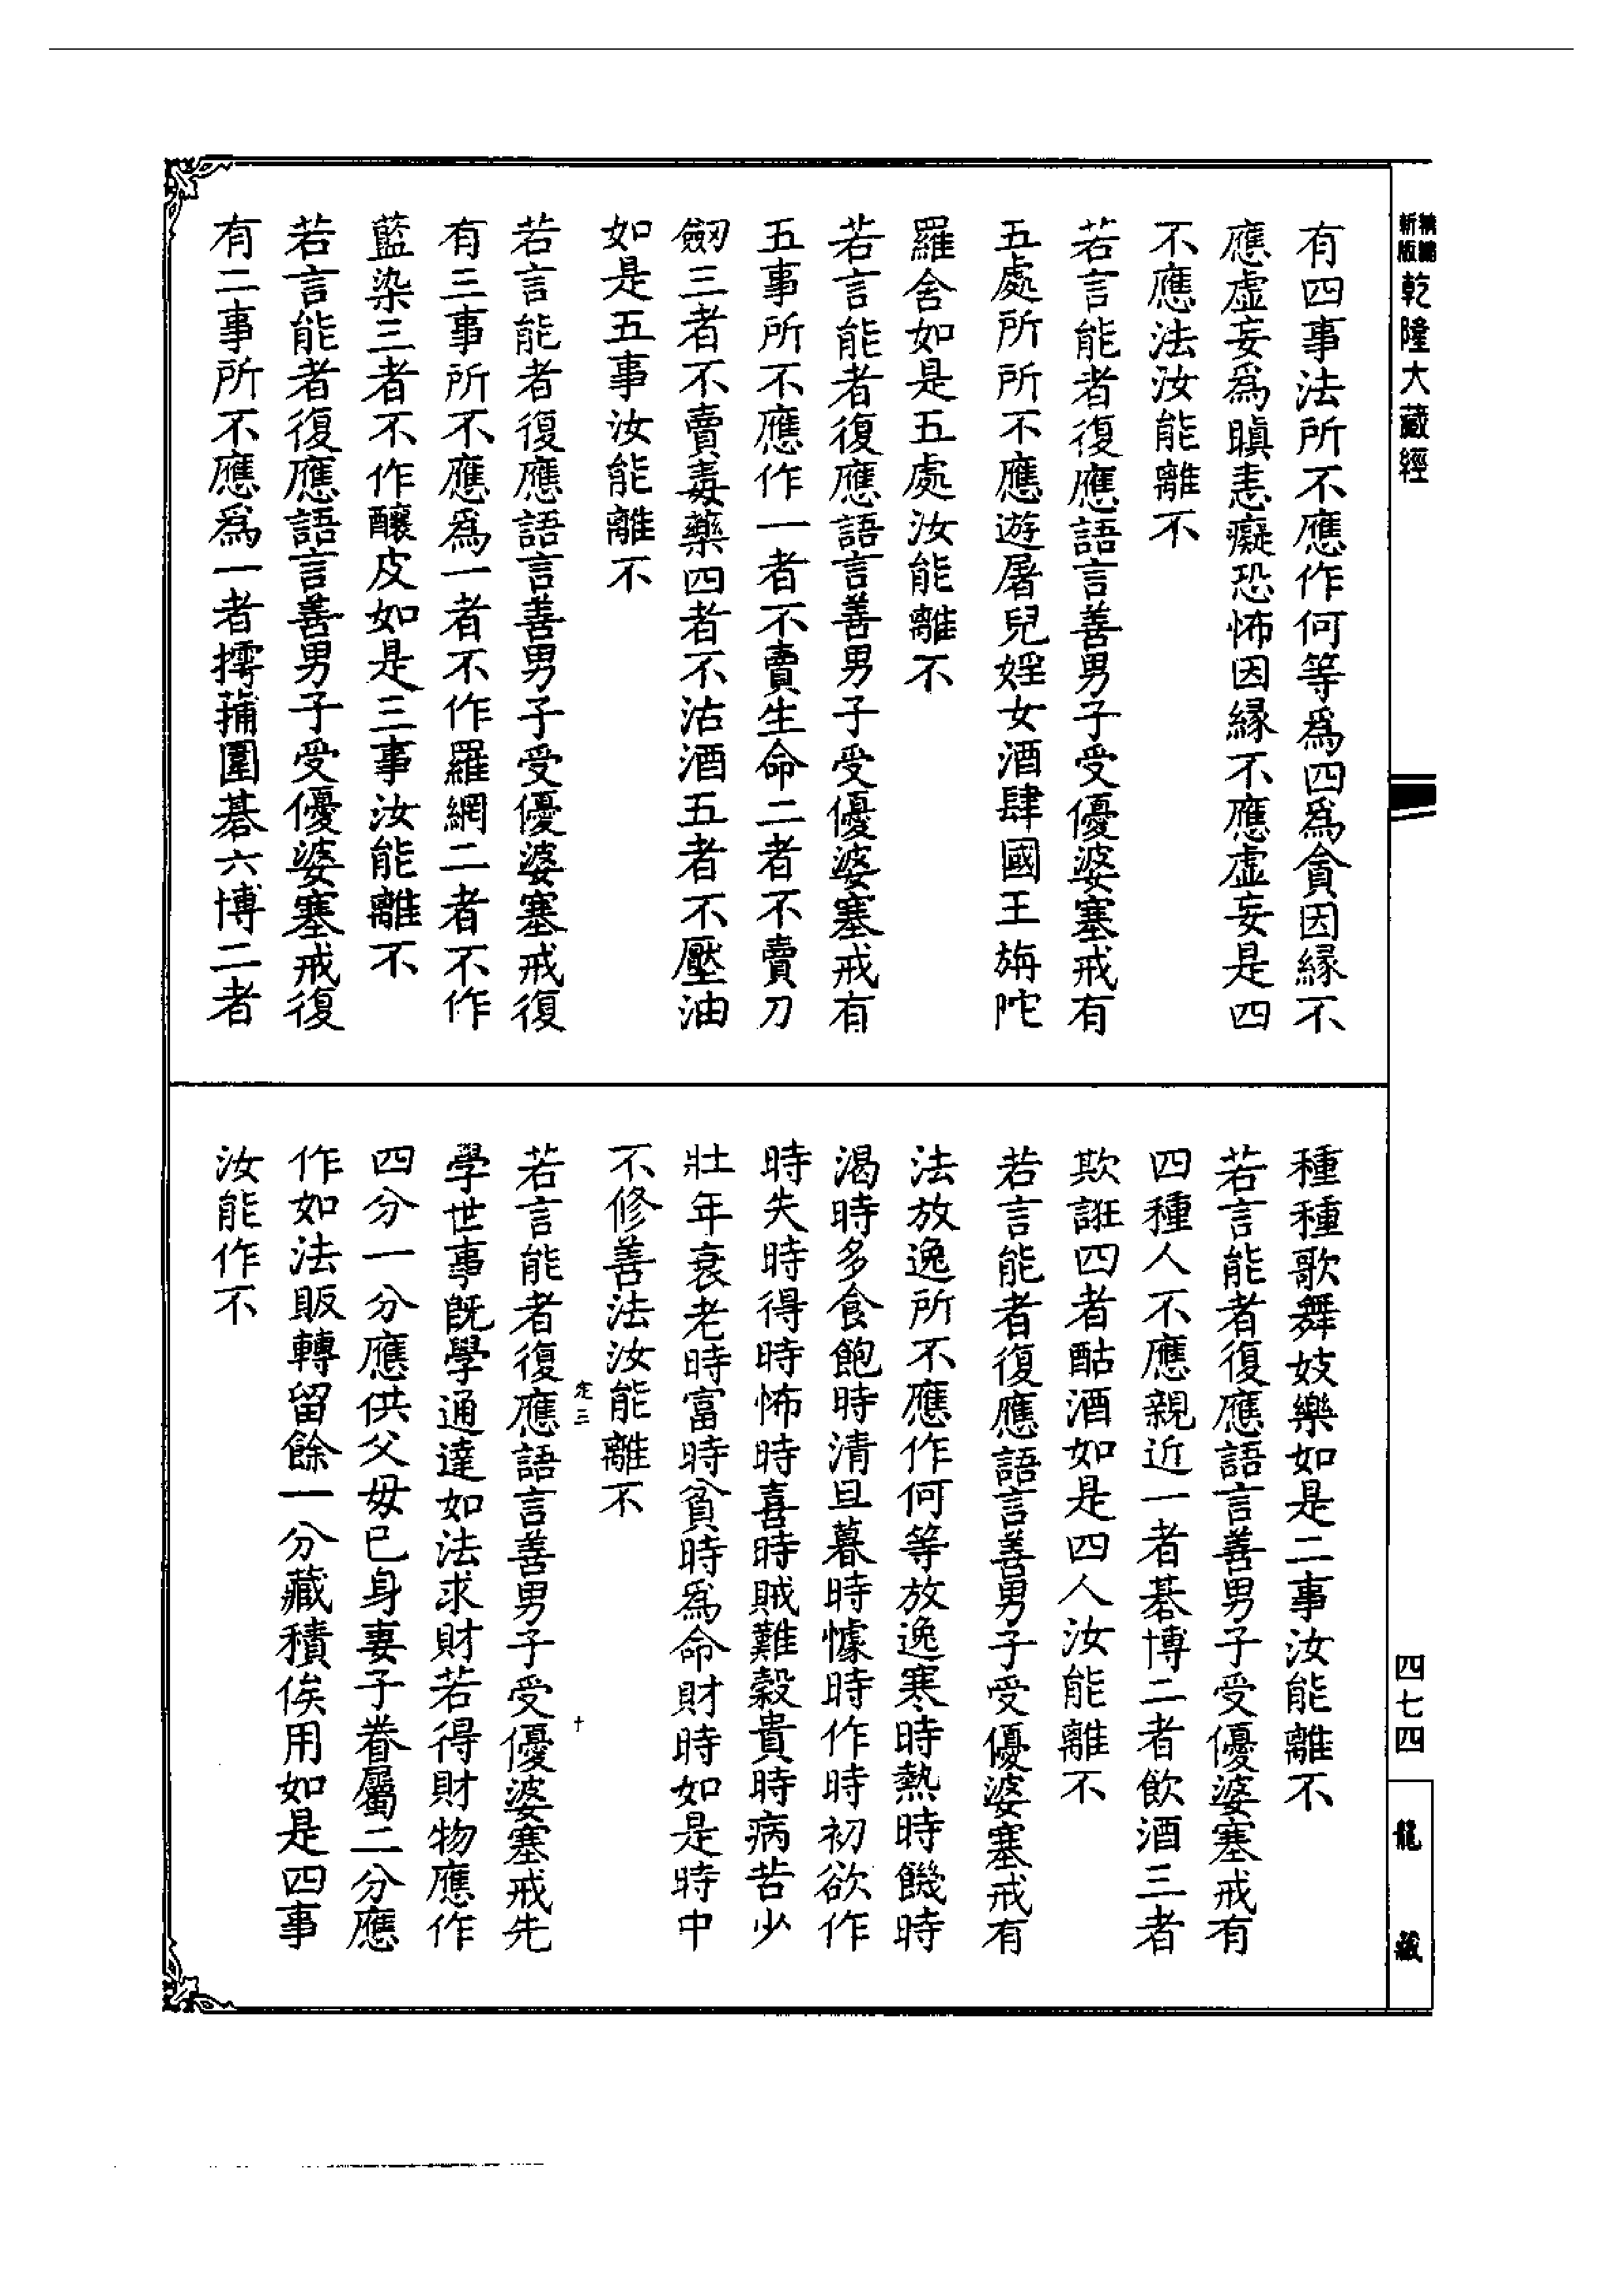 精編
新版
乾隆大藏經
有四事法所不應作何等爲四爲貪因緣不
應虛妄爲瞋恚癡恐怖因緣不應虛妄是四
不應法汝能離不
若言能者復應語言善男子受優婆塞戒有
五處所所不應遊屠兒婬女酒肆國王旃陀
羅舍如是五處汝能離不
若言能者復應語言善男子受優婆塞戒有
五事所不應作一者不賣生命二者不賣刀
劒三者不賣毒藥四者不沽酒五者不壓油
如是五事汝能離不
若言能者復應語言善男子受優婆塞戒復
有三事所不應爲一者不作羅網二者不作
藍染三者不作釀皮如是三事汝能離不
若言能者復應語言善男子受優婆塞戒復
有二事所不應爲一者摴蒱圍碁六博二者
種種歌舞妓樂如是二事汝能離不
若言能者復應語言善男子受優婆塞戒有
四種人不應親近一者碁博二者飲酒三者
欺誑四者酤酒如是四人汝能離不
若言能者復應語言善男子受優婆塞戒有
法放逸所不應作何等放逸寒時熱時饑時
渴時多食飽時清旦暮時懅時作時初欲作
時失時得時怖時喜時賊難穀貴時病苦少
壯年衰老時富時貧時爲命財時如是時中
不修善法汝能離不
定三
十
若言能者復應語言善男子受優婆塞戒先
學世事旣學通達如法求財若得財物應作
四分一分應供父母已身妻子眷屬二分應
作如法販轉留餘一分藏積俟用如是四事
汝能作不
四七四
龍藏